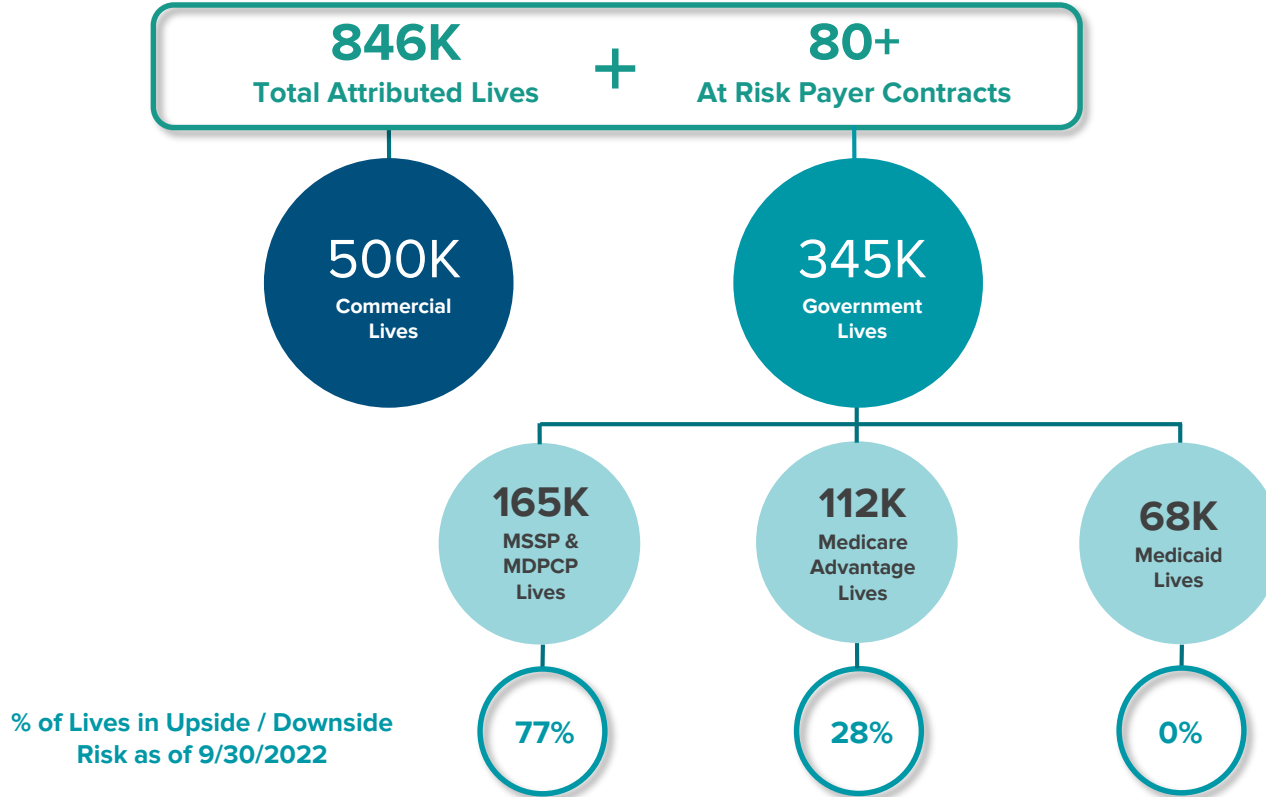 846K
Total Attributed Lives
+
80+
At Risk Payer Contracts
500K
Commercial
Lives
345K
Government
Lives
165K
MSSP &
MDPCP
Lives
112K
Medicare
Advantage
Lives
68K
Medicaid
Lives
% of Lives in Upside / Downside
Risk as of 9/30/2022
77%
28%
0%